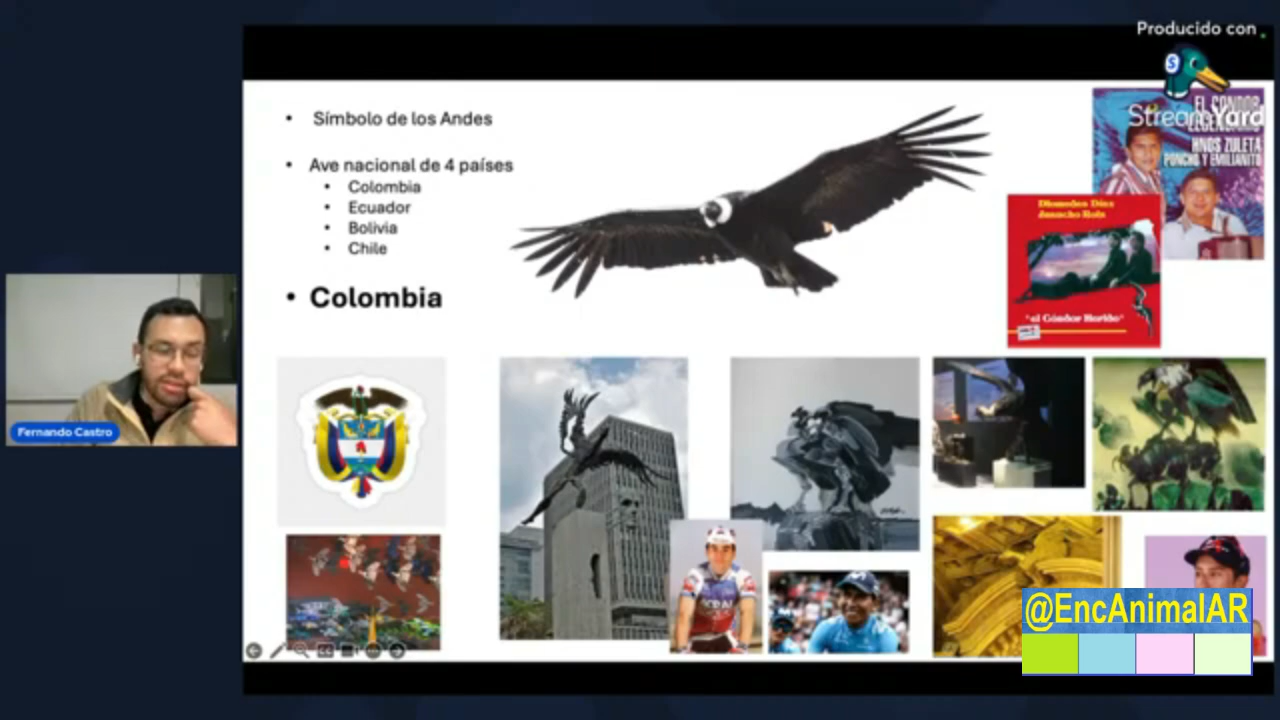 Producido con
StreamYard
Símbolo de los Andes
Ave nacional de 4 países
Colombia
Ecuador
Bolivia
Chile
Colombia
EL CONDOR
LEGENDARIO
HNOS ZULETA
PONCHO Y EMILIANITO
Diomedes Díaz
Juancho Rois
"el Cóndor Herido"
Fernando Castro
@EncAnimalAR